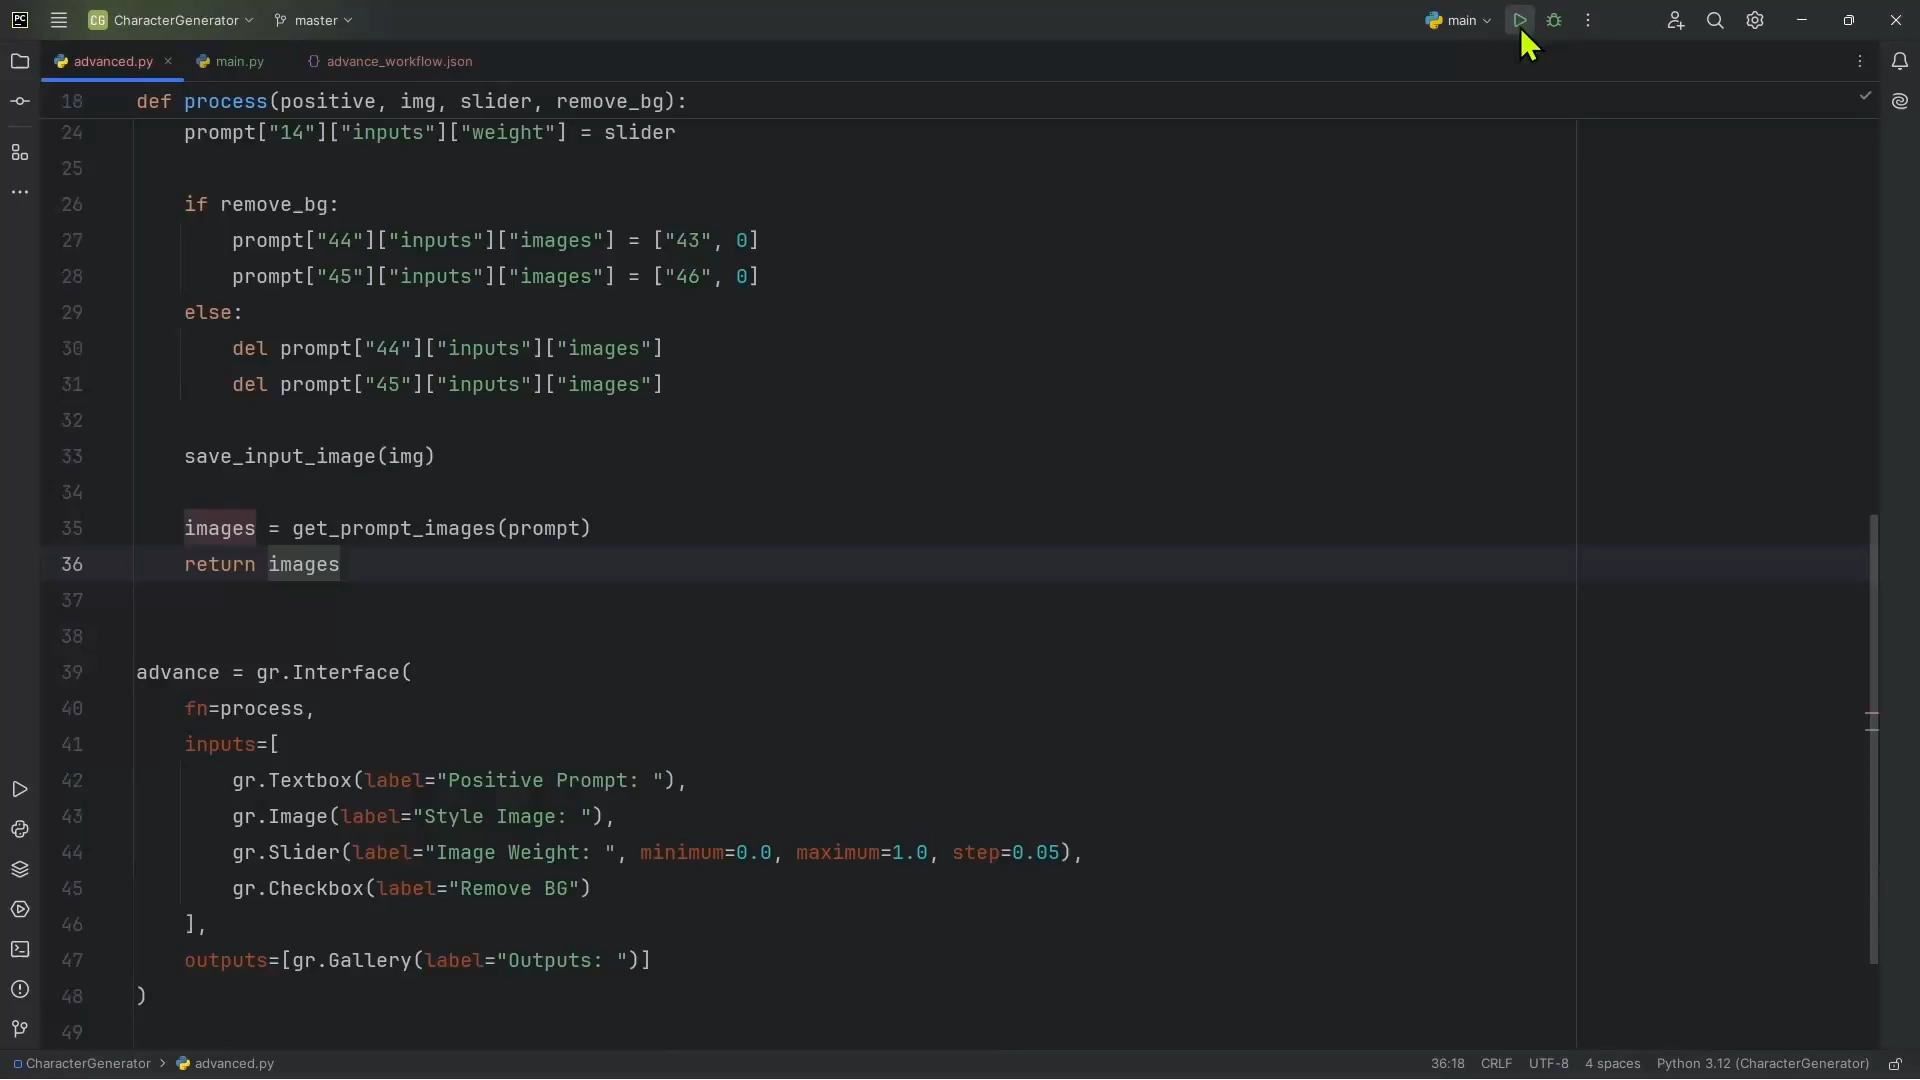 PC CG CharacterGenerator master main
advanced.py main.py {} advance_workflow.json
18 def process(positive, img, slider, remove_bg):
24 prompt["14"]["inputs"]["weight"] = slider
25
26 if remove_bg:
27 prompt["44"]["inputs"]["images"] = ["43", 0]
28 prompt["45"]["inputs"]["images"] = ["46", 0]
29 else:
30 del prompt["44"]["inputs"]["images"]
31 del prompt["45"]["inputs"]["images"]
32
33 save_input_image(img)
34
35 images = get_prompt_images(prompt)
36 return images
37
38
39 advance = gr.Interface(
40 fn=process,
41 inputs=[
42 gr.Textbox(label="Positive Prompt: "),
43 gr.Image(label="Style Image: "),
44 gr.Slider(label="Image Weight: ", minimum=0.0, maximum=1.0, step=0.05),
45 gr.Checkbox(label="Remove BG")
46 ],
47 outputs=[gr.Gallery(label="Outputs: ")]
48 )
49
CharacterGenerator > advanced.py 36:18 CRLF UTF-8 4 spaces Python 3.12 (CharacterGenerator)